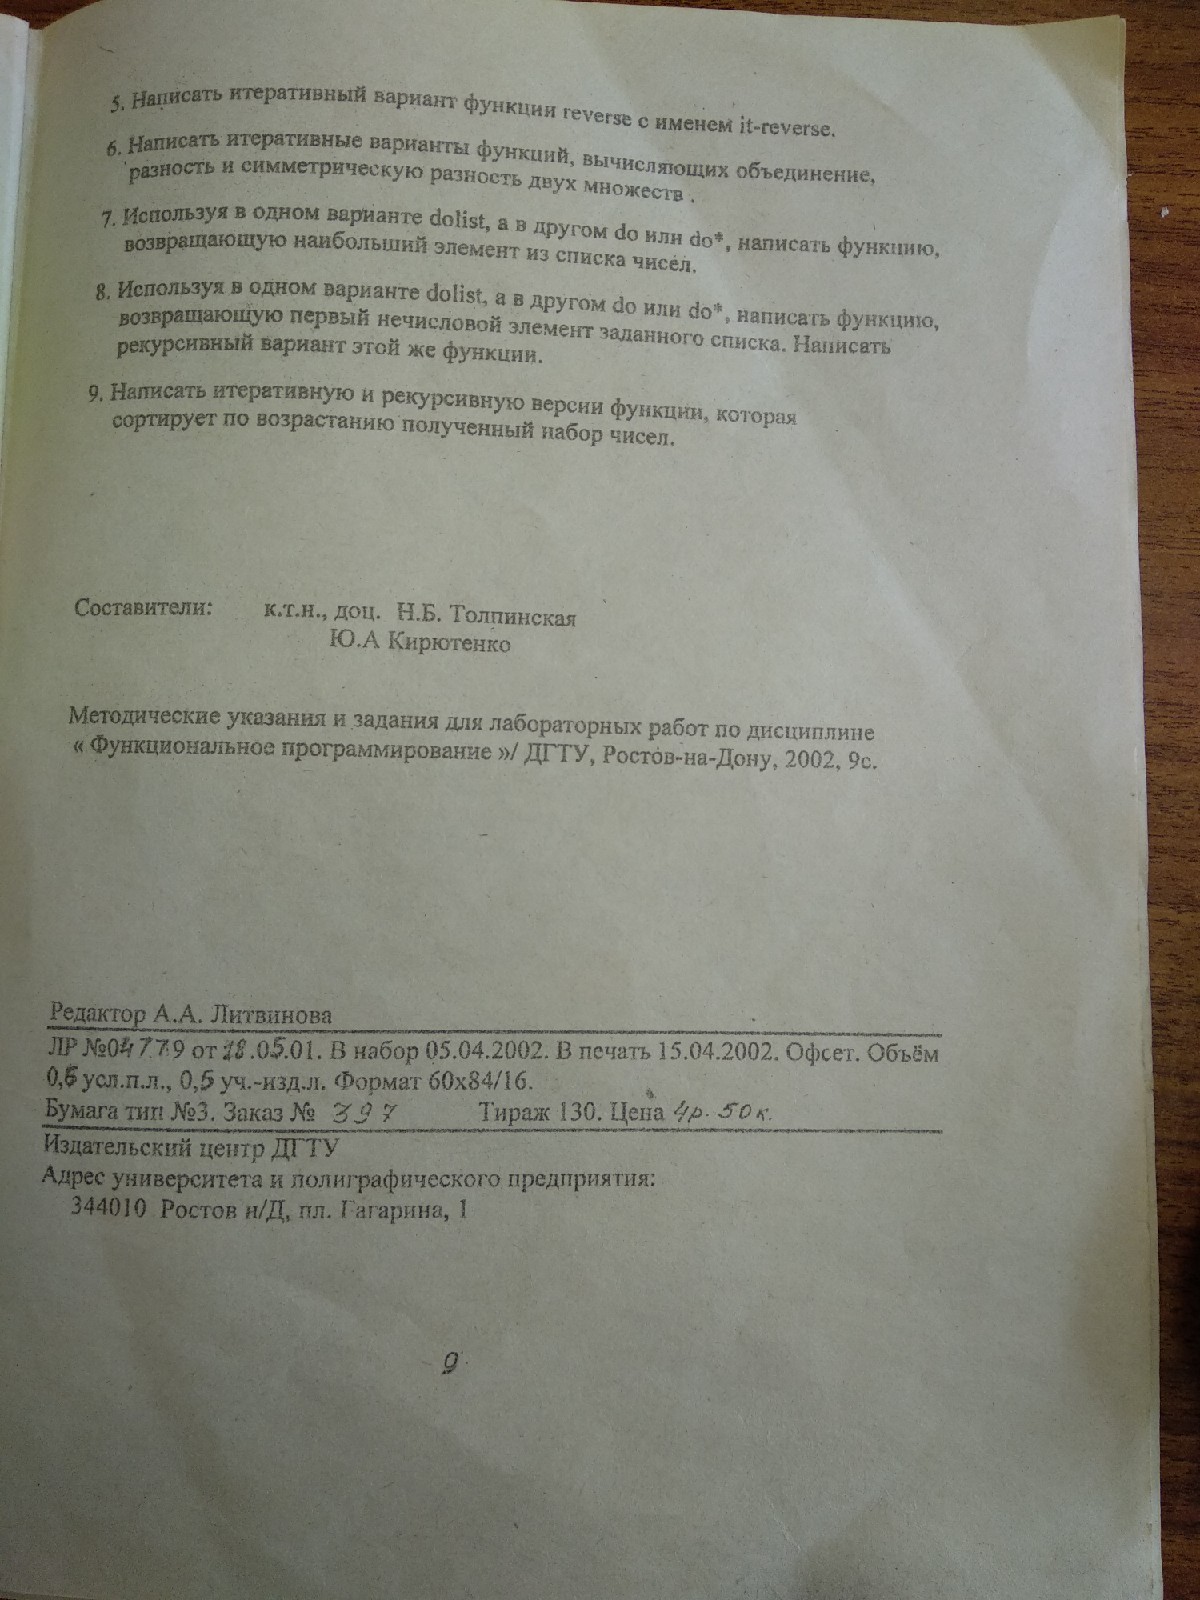 5. Написать итеративный вариант функции reverse с именем it-reverse.
6. Написать итеративные варианты функций, вычисляющих объединение,
разность и симметрическую разность двух множеств .
7. Используя в одном варианте dolist, а в другом do или do*, написать функцию,
возвращающую наибольший элемент из списка чисел.
8. Используя в одном варианте dolist, а в другом do или do*, написать функцию,
возвращающую первый нечисловой элемент заданного списка. Написать
рекурсивный вариант этой же функции.
9. Написать итеративную и рекурсивную версии функции, которая
сортирует по возрастанию полученный набор чисел.
Составители: к.т.н., доц. Н.Б. Толпинская
Ю.А Кирютенко
Методические указания и задания для лабораторных работ по дисциплине
« Функциональное программирование »/ ДГТУ, Ростов-на-Дону, 2002, 9с.
Редактор А.А. Литвинова
ЛР №04779 от .05.01. В набор 05.04.2002. В печать 15.04.2002. Офсет. Объём
0,5 усл.п.л., 0,5 уч.-изд.л. Формат 60х84/16.
Бумага тип №3. Заказ № 397 Тираж 130. Цена 4р. 50к.
Издательский центр ДГТУ
Адрес университета и полиграфического предприятия:
344010 Ростов н/Д, пл. Гагарина, 1
9